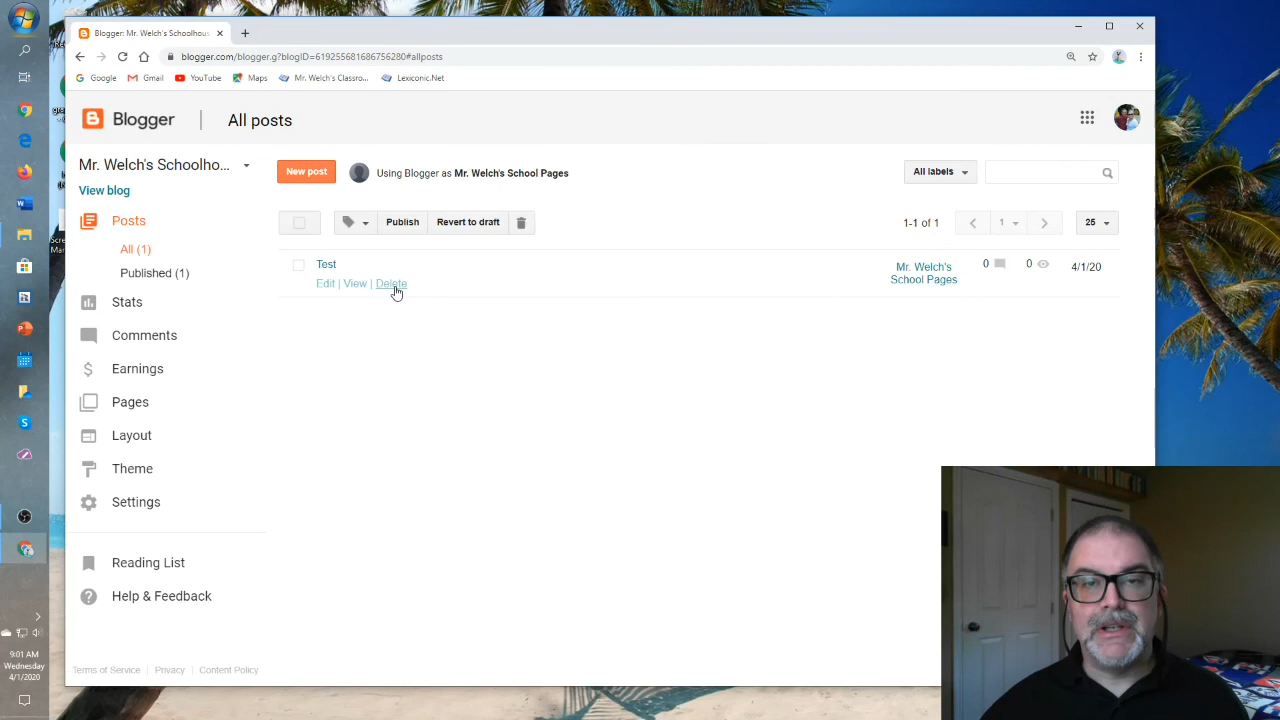 Blogger: Mr. Welch's Schoolhous
blogger.com/blogger.g?blogID=619255681686756280#allposts
Google Gmail YouTube Maps Mr. Welch's Classro... Lexiconic.Net
Blogger | All posts
Mr. Welch's Schoolho...
New post
Using Blogger as Mr. Welch's School Pages
All labels
View blog
Posts
Publish
Revert to draft
1-1 of 1
1
25
All (1)
Test
Mr. Welch's
School Pages
0
0
4/1/20
Published (1)
Edit | View | Delete
Stats
Comments
Earnings
Pages
Layout
Theme
Settings
Reading List
Help & Feedback
Terms of Service | Privacy | Content Policy
9:01 AM
Wednesday
4/1/2020